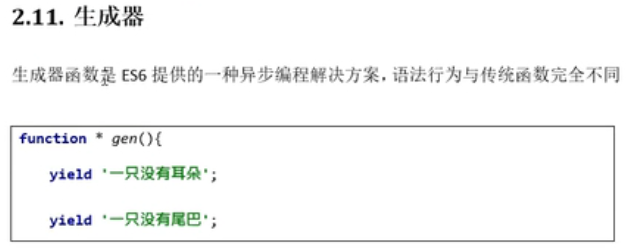 2.11. 生成器
生成器函数是 ES6 提供的一种异步编程解决方案，语法行为与传统函数完全不同
function * gen(){
yield '一只没有耳朵';
yield '一只没有尾巴';